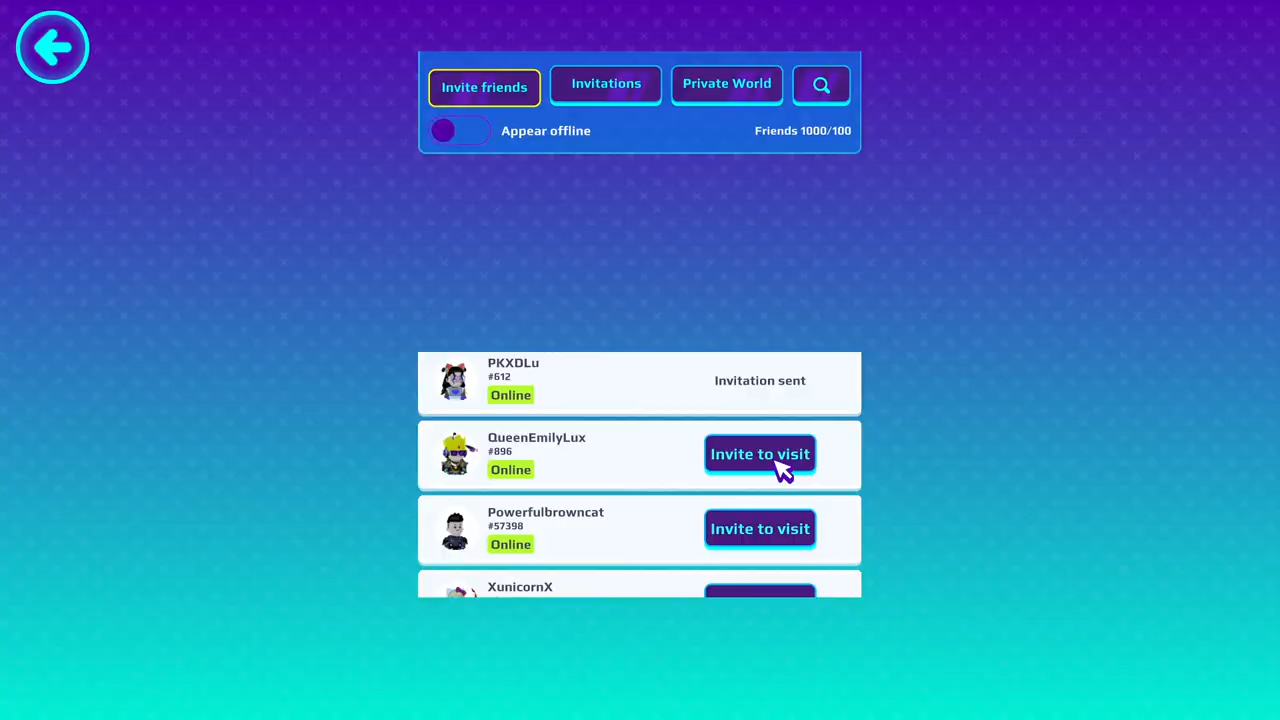 Invite friends
Invitations
Private World
Appear offline
Friends 1000/100
PKXDLu
#612
Online
Invitation sent
QueenEmilyLux
#896
Online
Invite to visit
Powerfulbrowncat
#57398
Online
Invite to visit
XunicornX